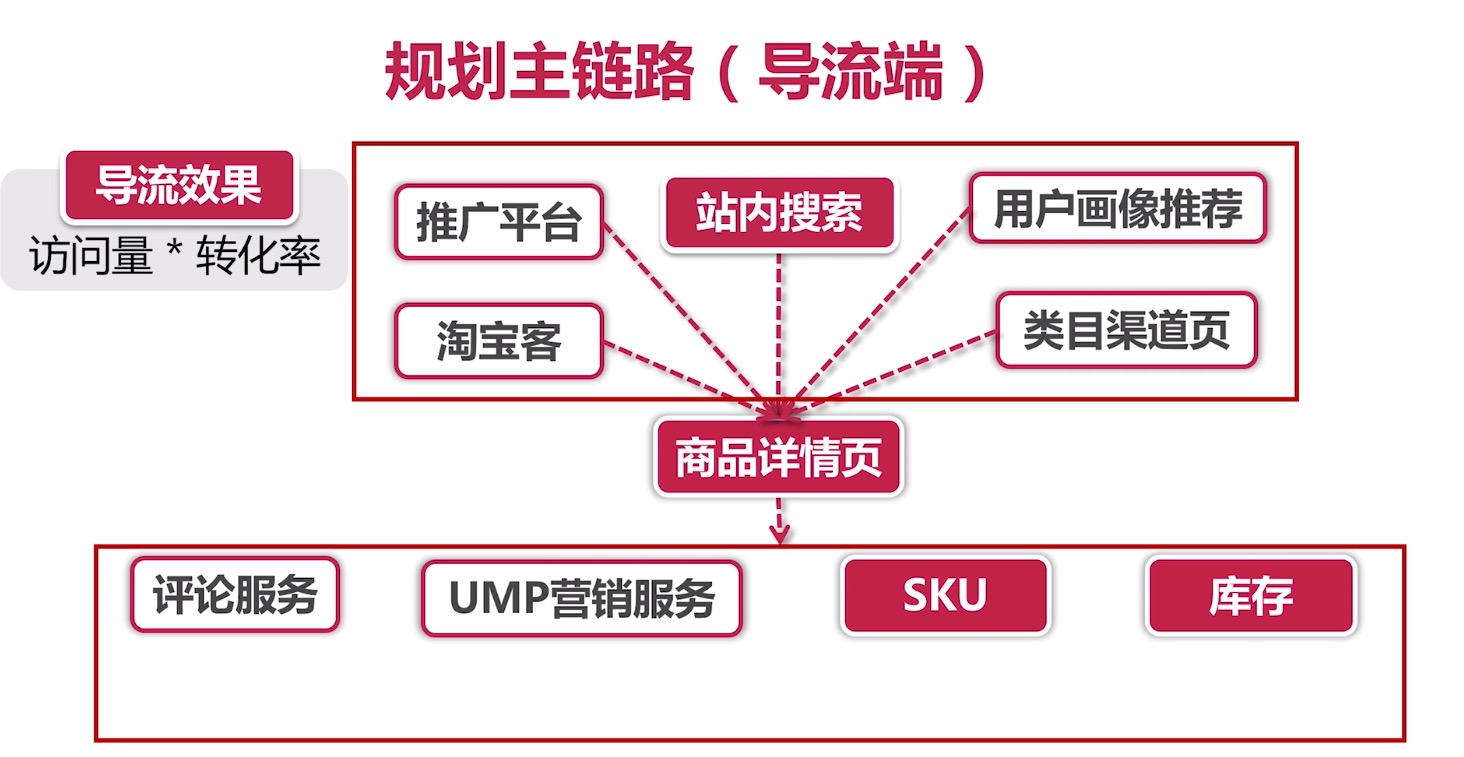 规划主链路（导流端）
导流效果
访问量 * 转化率
推广平台
站内搜索
用户画像推荐
淘宝客
类目渠道页
商品详情页
评论服务
UMP营销服务
SKU
库存